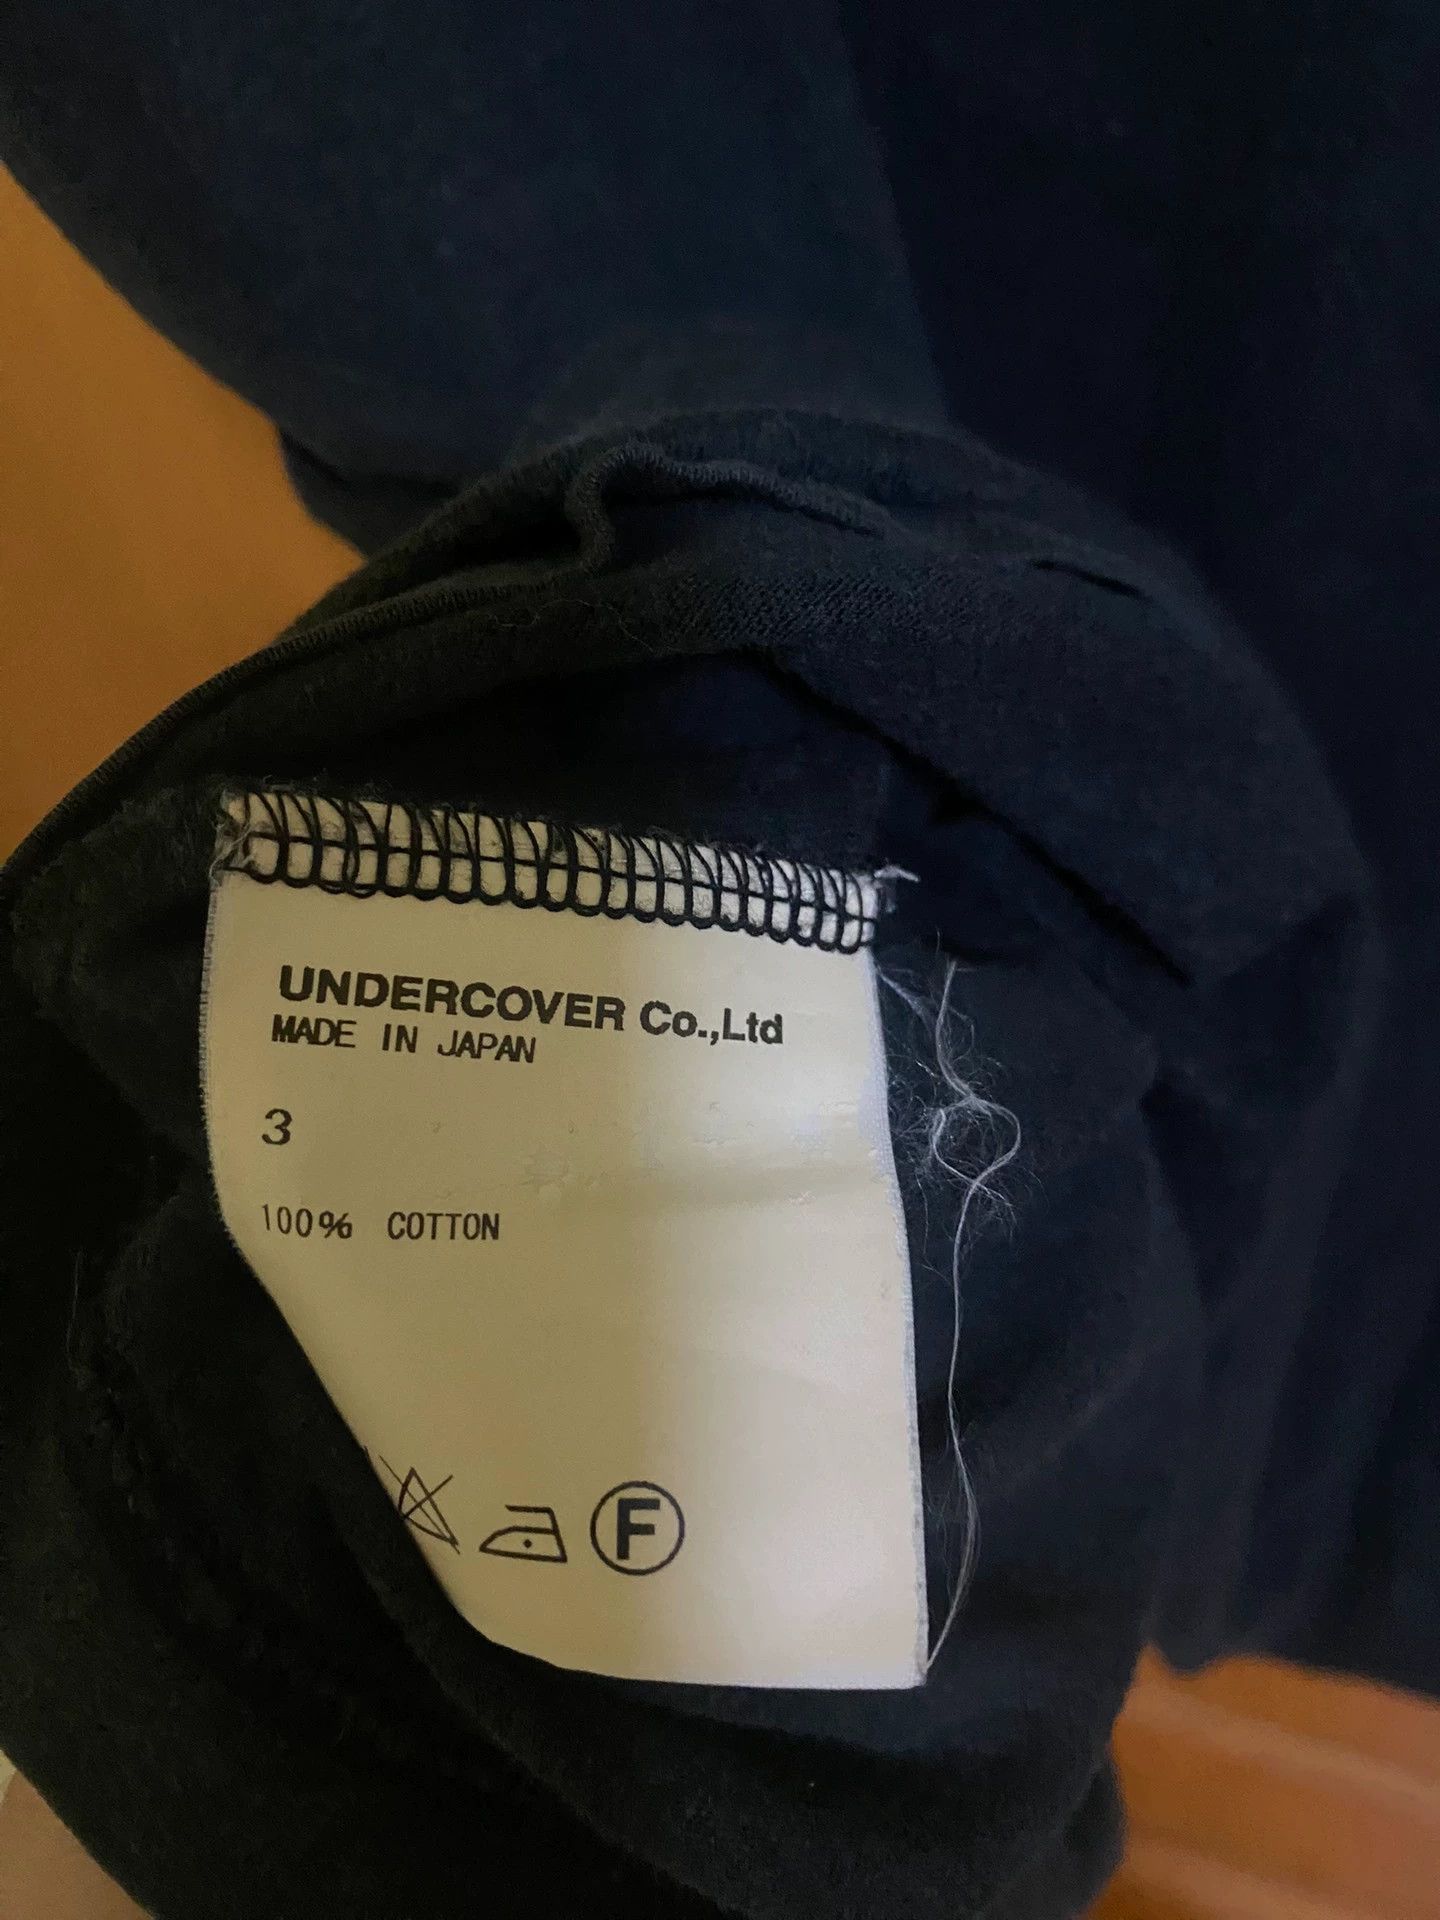 UNDERCOVER Co.,Ltd
MADE IN JAPAN
3
100% COTTON
F